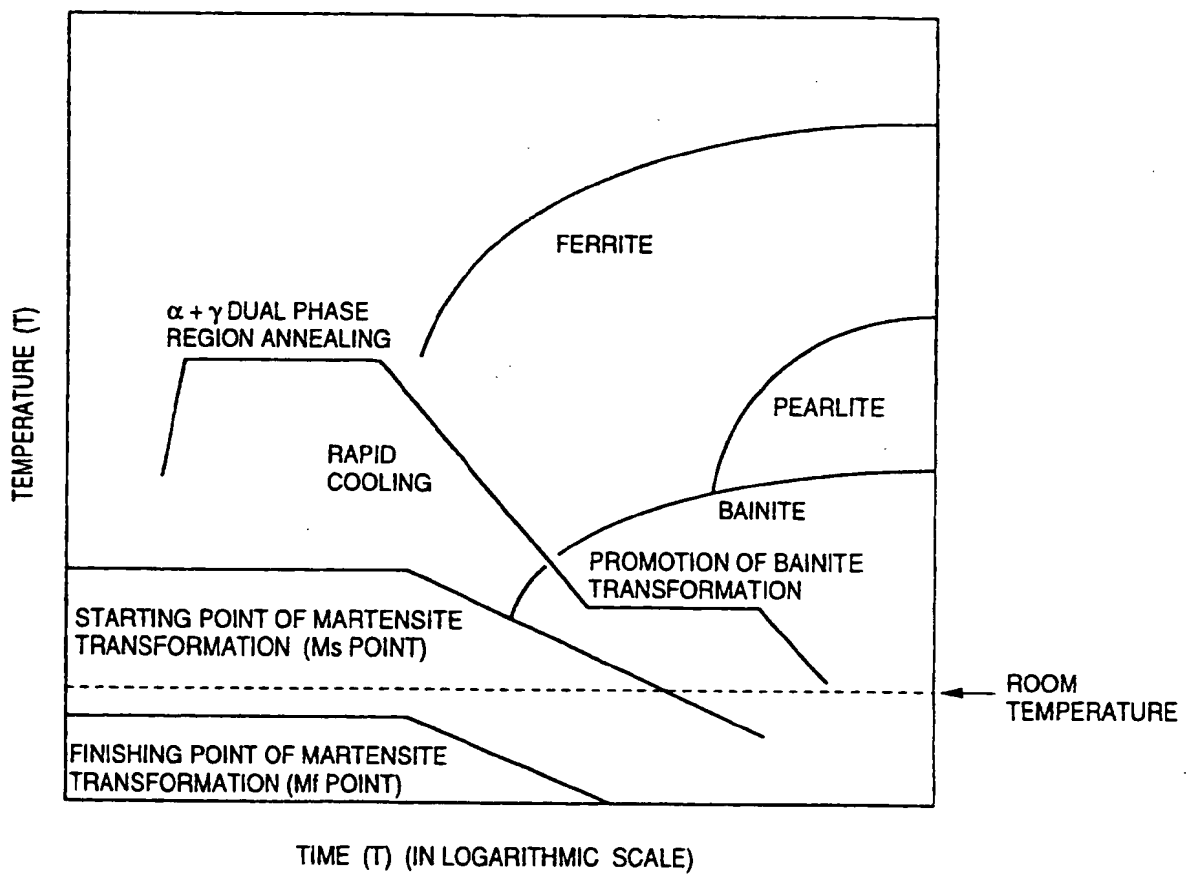 FERRITE
α + γ DUAL PHASE
REGION ANNEALING
TEMPERATURE (T)
PEARLITE
RAPID
COOLING
BAINITE
PROMOTION OF BAINITE
TRANSFORMATION
STARTING POINT OF MARTENSITE
TRANSFORMATION (Ms POINT)
ROOM
TEMPERATURE
FINISHING POINT OF MARTENSITE
TRANSFORMATION (Mf POINT)
TIME (T) (IN LOGARITHMIC SCALE)